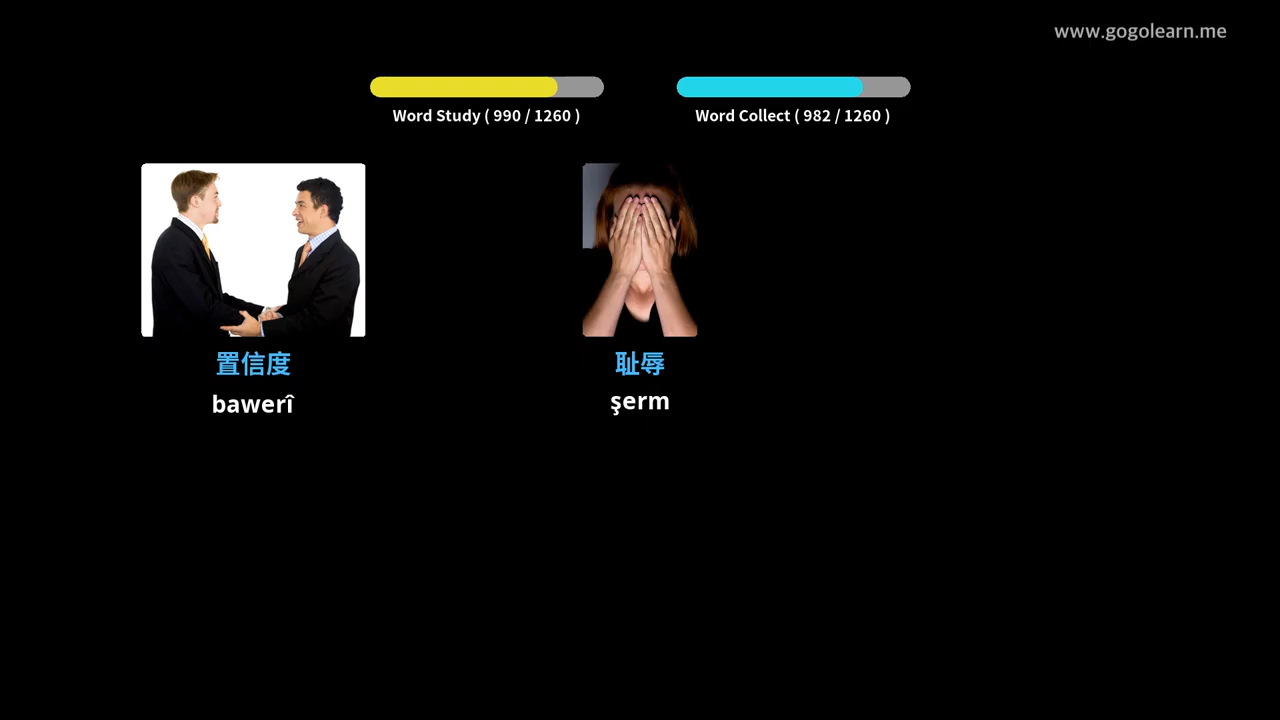 www.gogolearn.me
Word Study ( 990 / 1260 )
Word Collect ( 982 / 1260 )
置信度
bawerî
耻辱
şerm